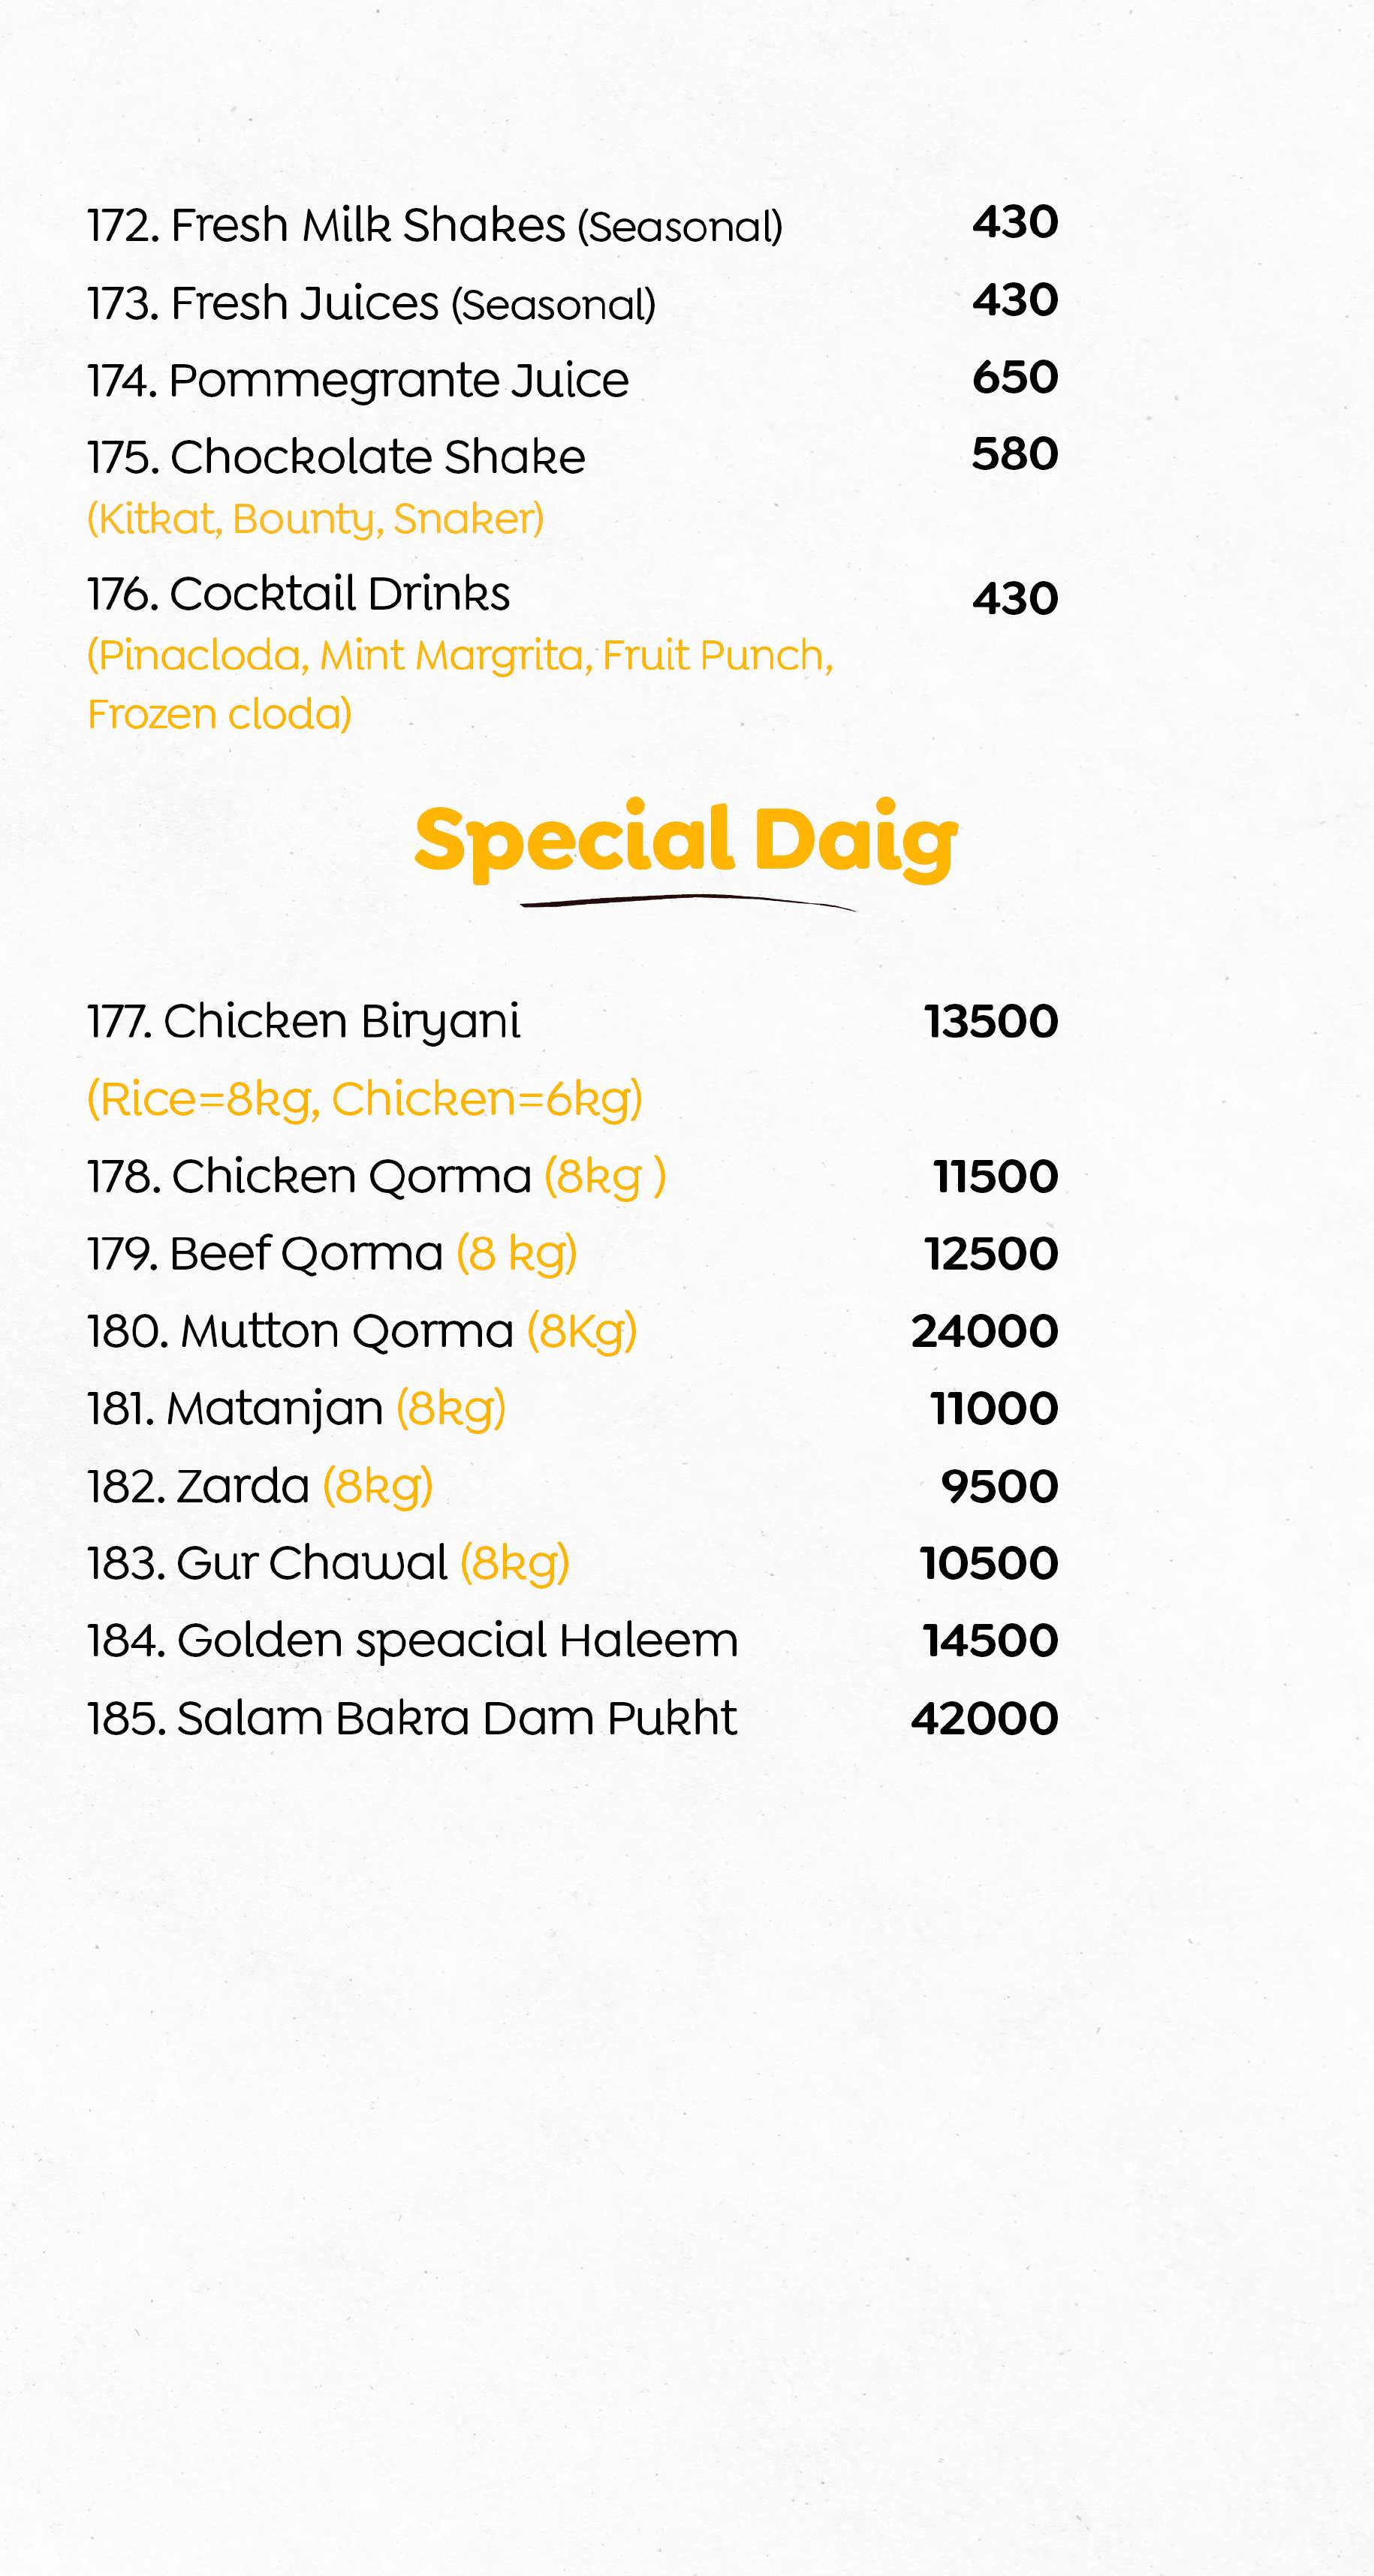 172. Fresh Milk Shakes (Seasonal) 430
173. Fresh Juices (Seasonal) 430
174. Pommegrante Juice 650
175. Chockolate Shake 580
(Kitkat, Bounty, Snaker)
176. Cocktail Drinks 430
(Pinacloda, Mint Margrita, Fruit Punch,
Frozen cloda)
Special Daig
177. Chicken Biryani 13500
(Rice=8kg, Chicken=6kg)
178. Chicken Qorma (8kg ) 11500
179. Beef Qorma (8 kg) 12500
180. Mutton Qorma (8Kg) 24000
181. Matanjan (8kg) 11000
182. Zarda (8kg) 9500
183. Gur Chawal (8kg) 10500
184. Golden speacial Haleem 14500
185. Salam Bakra Dam Pukht 42000